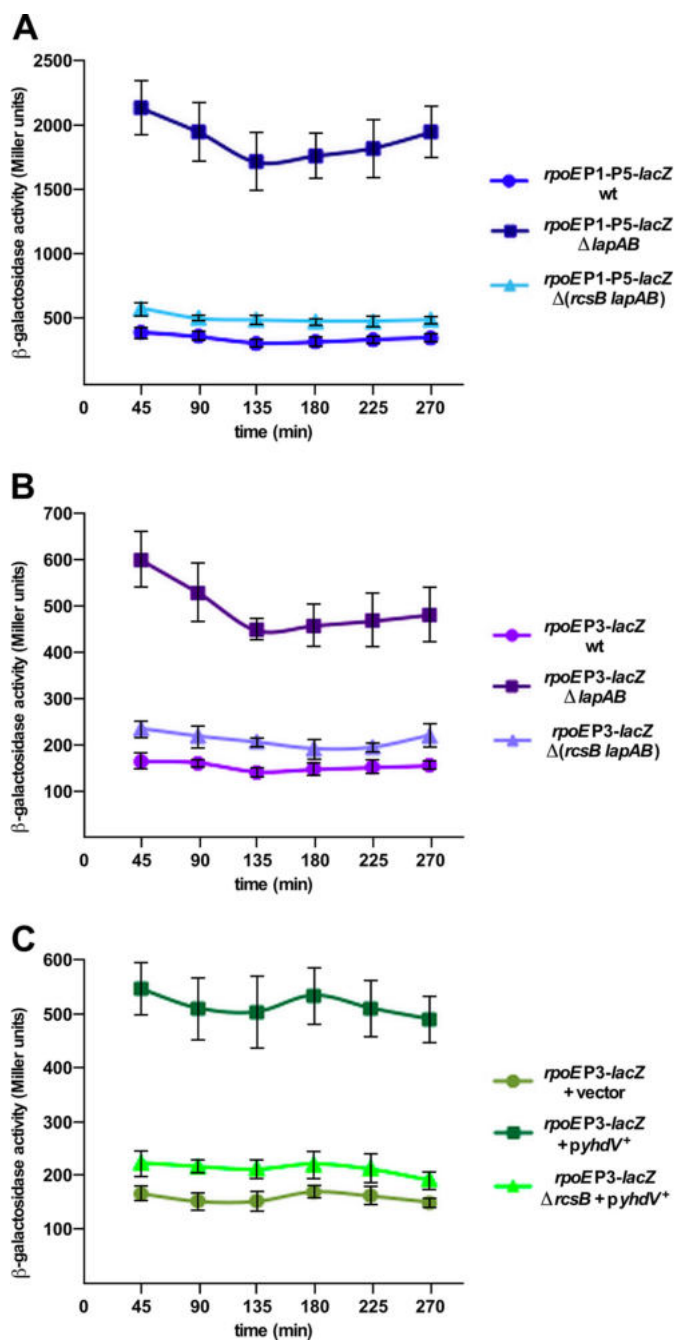 A
β-galactosidase activity (Miller units)
2500
2000
1500
1000
500
0 45 90 135 180 225 270
time (min)
rpoEP1-P5-lacZ
wt
rpoEP1-P5-lacZ
ΔlapAB
rpoEP1-P5-lacZ
Δ(rcsB lapAB)
B
β-galactosidase activity (Miller units)
700
600
500
400
300
200
100
0 45 90 135 180 225 270
time (min)
rpoEP3-lacZ
wt
rpoEP3-lacZ
ΔlapAB
rpoEP3-lacZ
Δ(rcsB lapAB)
C
β-galactosidase activity (Miller units)
600
500
400
300
200
100
0 45 90 135 180 225 270
time (min)
rpoEP3-lacZ
+vector
rpoEP3-lacZ
+pyhdV+
rpoEP3-lacZ
ΔrcsB+pyhdV+